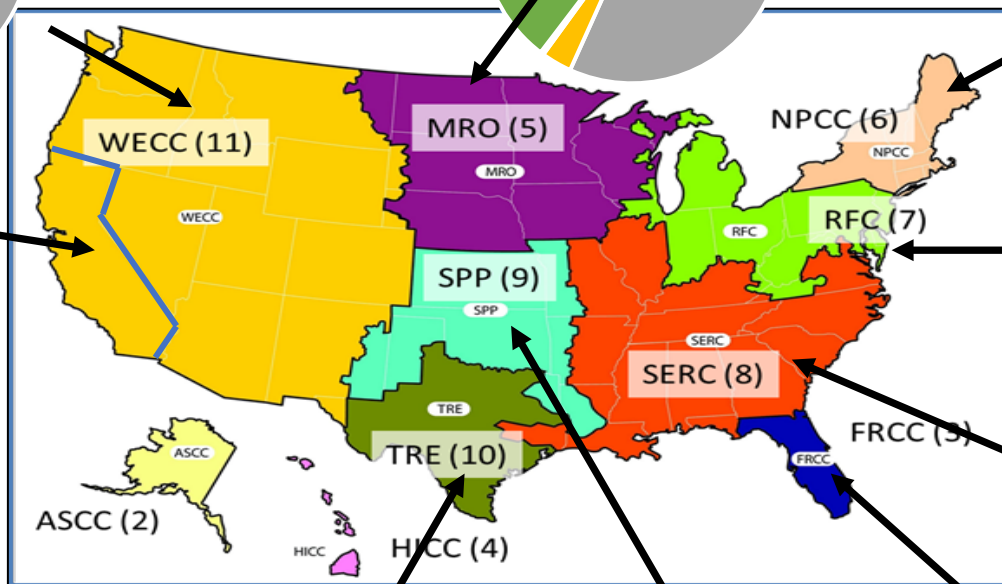 NPCC (6)
MRO (5)
WECC (11)
NPCC
MRO
RFC (7)
WECC
RFC
SPP (9)
SPP
SERC
SERC (8)
TRE
FRCC (3)
ASCC
TRE (10)
FRCC
ASCC (2)
HICC
HICC (4)